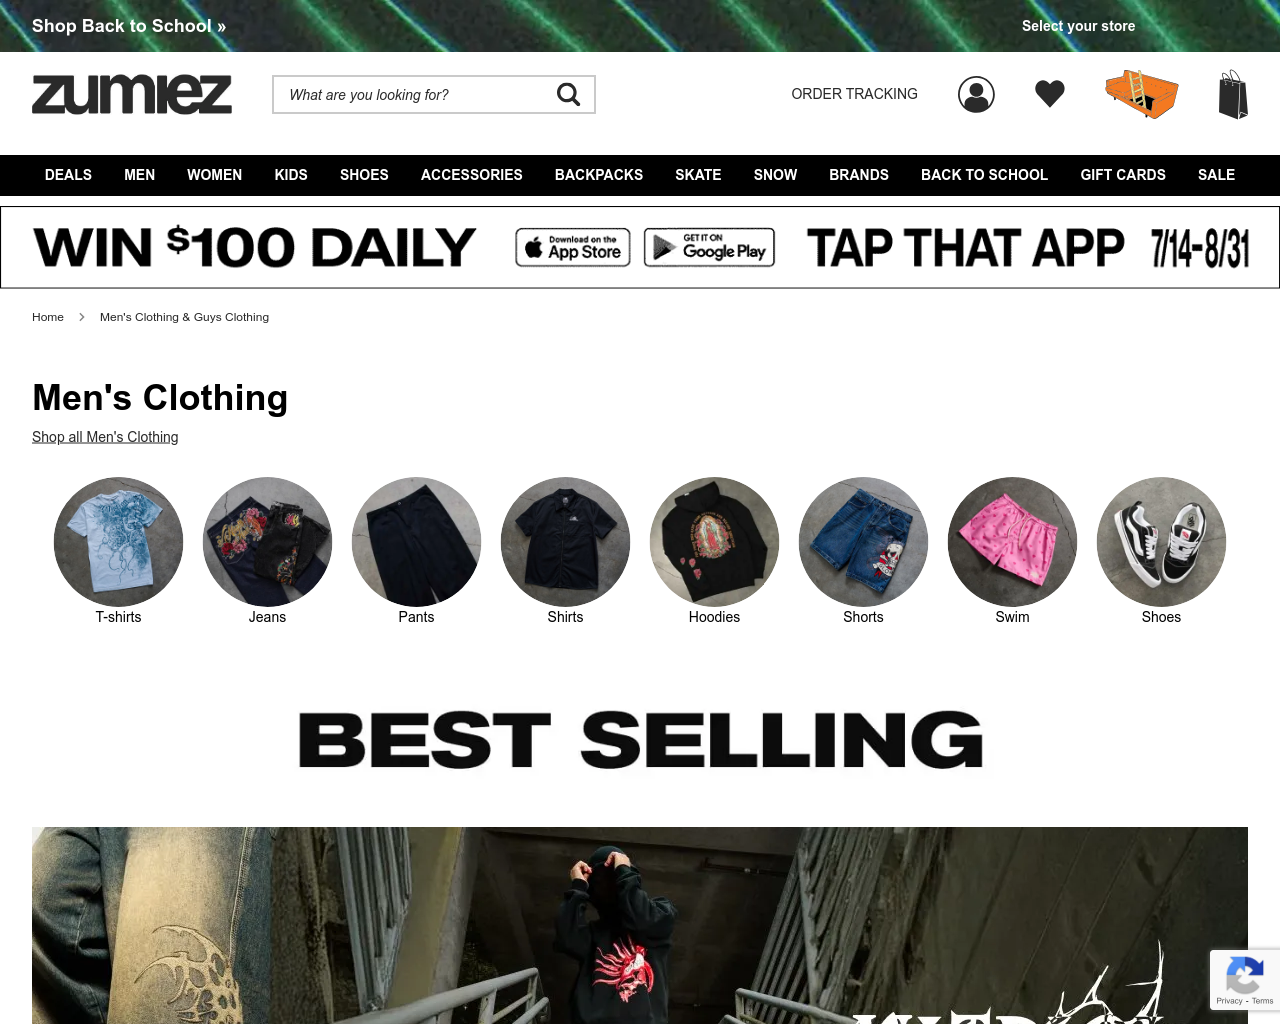 Shop Back to School »
Select your store
zumiez
What are you looking for?
ORDER TRACKING
DEALS MEN WOMEN KIDS SHOES ACCESSORIES BACKPACKS SKATE SNOW BRANDS BACK TO SCHOOL GIFT CARDS SALE
WIN $100 DAILY
Download on the
App Store
GET IT ON
Google Play
TAP THAT APP
7/14-8/31
Home
Men's Clothing & Guys Clothing
Men's Clothing
Shop all Men's Clothing
T-shirts
Jeans
Pants
Shirts
Hoodies
Shorts
Swim
Shoes
BEST SELLING
Privacy - Terms